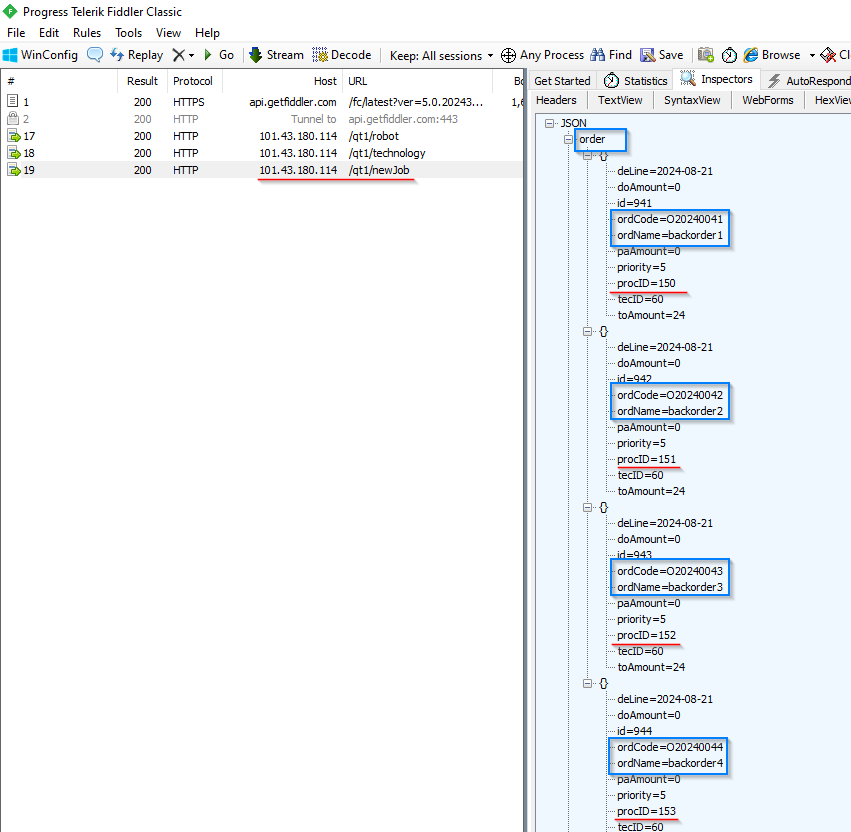 Progress Telerik Fiddler Classic
File Edit Rules Tools View Help
WinConfig Replay Go Stream Decode Keep: All sessions Any Process Find Save Browse
# Result Protocol Host URL
1 200 HTTPS api.getfiddler.com /fc/latest?ver=5.0.20243... 1,6
2 200 HTTP Tunnel to api.getfiddler.com:443
17 200 HTTP 101.43.180.114 /qt1/robot
18 200 HTTP 101.43.180.114 /qt1/technology
19 200 HTTP 101.43.180.114 /qt1/newJob
Get Started Statistics Inspectors AutoRespond
Headers TextView SyntaxView WebForms HexView
JSON
order
{}
deLine=2024-08-21
doAmount=0
id=941
ordCode=O20240041
ordName=backorder1
paAmount=0
priority=5
procID=150
tecID=60
toAmount=24
{}
deLine=2024-08-21
doAmount=0
id=942
ordCode=O20240042
ordName=backorder2
paAmount=0
priority=5
procID=151
tecID=60
toAmount=24
{}
deLine=2024-08-21
doAmount=0
id=943
ordCode=O20240043
ordName=backorder3
paAmount=0
priority=5
procID=152
tecID=60
toAmount=24
{}
deLine=2024-08-21
doAmount=0
id=944
ordCode=O20240044
ordName=backorder4
paAmount=0
priority=5
procID=153
tecID=60